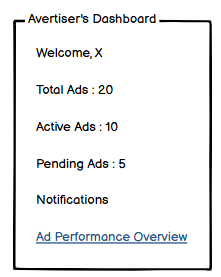 Avertiser's Dashboard
Welcome, X
Total Ads : 20
Active Ads : 10
Pending Ads : 5
Notifications
Ad Performance Overview